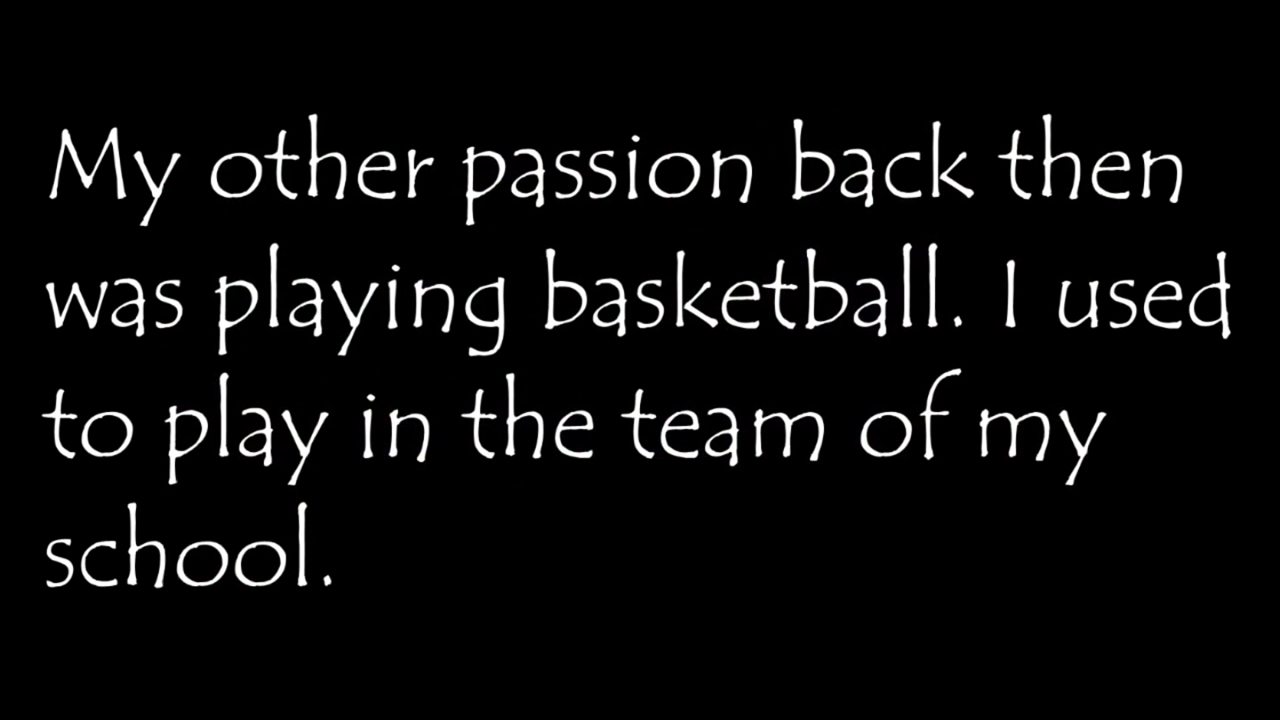 My other passion back then
was playing basketball. I used
to play in the team of my
school.